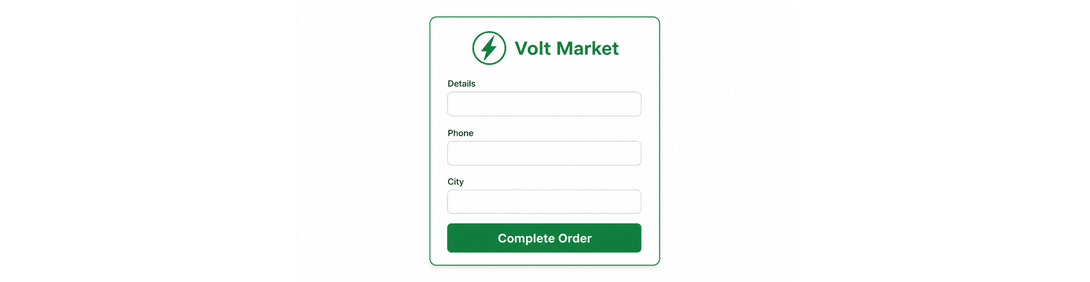 Volt Market
Details
Phone
City
Complete Order